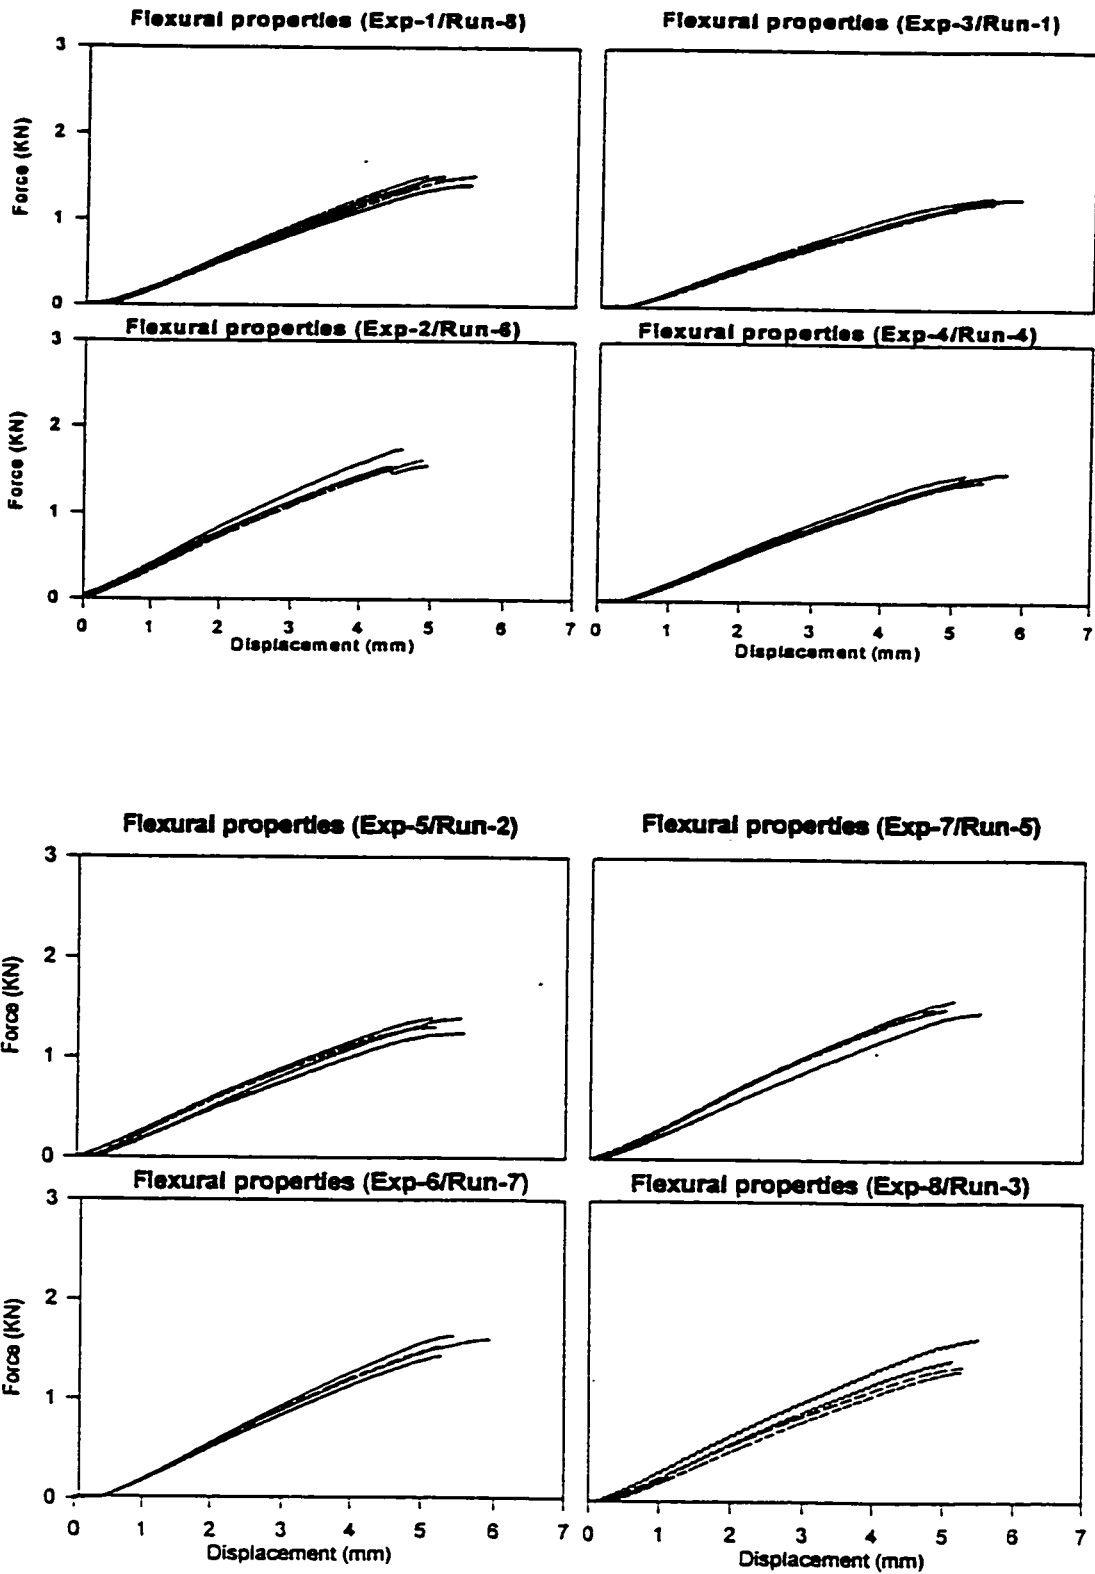 Flexural properties (Exp-1/Run-8)
Flexural properties (Exp-3/Run-1)
3
2
1
0
Force (KN)
Flexural properties (Exp-2/Run-6)
Flexural properties (Exp-4/Run-4)
3
2
1
0
Force (KN)
0 1 2 3 4 5 6 7
Displacement (mm)
0 1 2 3 4 5 6 7
Displacement (mm)
Flexural properties (Exp-5/Run-2)
Flexural properties (Exp-7/Run-5)
3
2
1
0
Force (KN)
Flexural properties (Exp-6/Run-7)
Flexural properties (Exp-8/Run-3)
3
2
1
0
Force (KN)
0 1 2 3 4 5 6 7
Displacement (mm)
0 1 2 3 4 5 6 7
Displacement (mm)